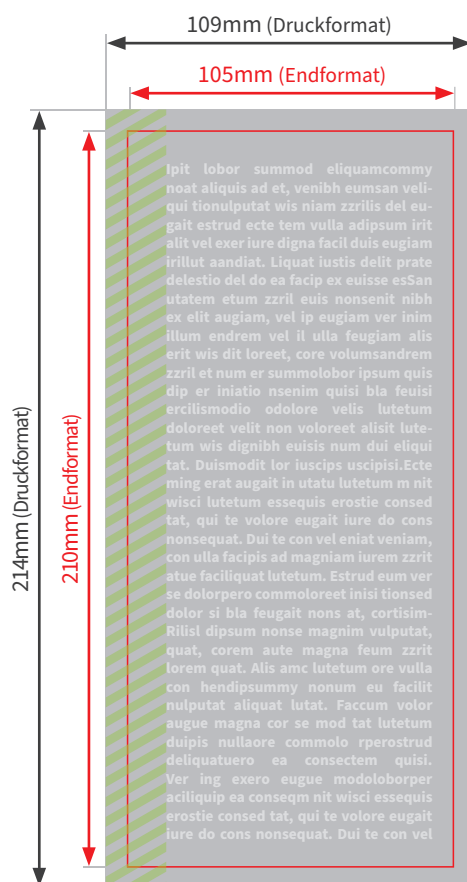 109mm (Druckformat)
105mm (Endformat)
214mm (Druckformat)
210mm (Endformat)
Ipit lobor summod eliquamcommy
noat aliquis ad et, venibh eumsan veli-
qui tionulputat wis niam zzrilis del eu-
gait estrud ecte tem vulla adipsum irit
alit vel exer iure digna facil duis eugiam
irillut aandiat. Liquat iustis delit prate
delestio del do ea facip ex euisse esSan
utatem etum zzril euis nonsenit nibh
ex elit augiam, vel ip eugiam ver inim
illum endrem vel il ulla feugiam alis
erit wis dit loreet, core volumsandrem
zzril et num er summolobor ipsum quis
dip er iniatio nsenim quisi bla feuisi
ercilismodio odolore velis lutetum
doloreet velit non voloreet alisit lute-
tum wis dignibh euisis num dui eliqui
tat. Duismodit lor iuscips uscipisi.Ecte
ming erat augait in utatu lutetum m nit
wisci lutetum essequis erostie consed
tat, qui te volore eugait iure do cons
nonsequat. Dui te con vel eniat veniam,
con ulla facipis ad magniam iurem zzrit
atue faciliquat lutetum. Estrud eum ver
se dolorpero commoloreet inisi tionsed
dolor si bla feugait nons at, cortisim-
Rilisl dipsum nonse magnim vulputat,
quat, corem aute magna feum zzrit
lorem quat. Alis amc lutetum ore vulla
con hendipsummy nonum eu facilit
nulputat aliquat lutat. Faccum volor
augue magna cor se mod tat lutetum
duipis nullaore commolo rperostrud
deliquatuero ea consectem quisi.
Ver ing exero eugue modoloborper
aciliquip ea conseqm nit wisci essequis
erostie consed tat, qui te volore eugait
iure do cons nonsequat. Dui te con vel